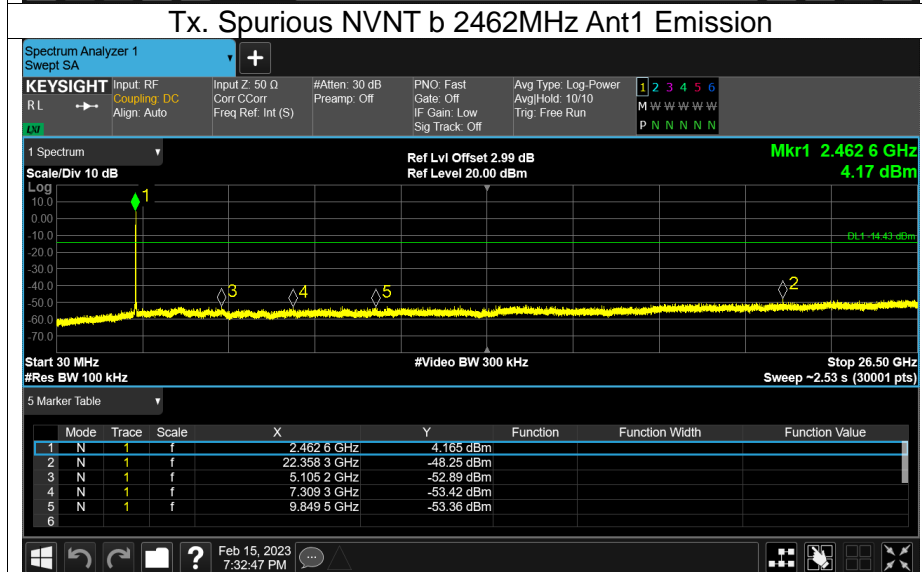 Tx. Spurious NVNT b 2462MHz Ant1 Emission
Spectrum Analyzer 1
Swept SA
+
KEYSIGHT Input: RF Input Z: 50 Ω #Atten: 30 dB PNO: Fast Avg Type: Log-Power 1 2 3 4 5 6
RL Coupling: DC Corr CCorr Preamp: Off Gate: Off Avg|Hold: 10/10 M W W W W W
Align: Auto Freq Ref: Int (S) IF Gain: Low Trig: Free Run
LXI Sig Track: Off P N N N N N
1 Spectrum Ref Lvl Offset 2.99 dB Mkr1 2.462 6 GHz
Scale/Div 10 dB Ref Level 20.00 dBm 4.17 dBm
Log
10.0 1
0.00
-10.0 DL1 -14.43 dBm
-20.0
-30.0
-40.0 2
3 4 5
-50.0
-60.0
-70.0
Start 30 MHz #Video BW 300 kHz Stop 26.50 GHz
#Res BW 100 kHz Sweep ~2.53 s (30001 pts)
5 Marker Table
Mode Trace Scale X Y Function Function Width Function Value
1 N 1 f 2.462 6 GHz 4.165 dBm
2 N 1 f 22.358 3 GHz -48.25 dBm
3 N 1 f 5.105 2 GHz -52.89 dBm
4 N 1 f 7.309 3 GHz -53.42 dBm
5 N 1 f 9.849 5 GHz -53.36 dBm
6
? Feb 15, 2023
7:32:47 PM